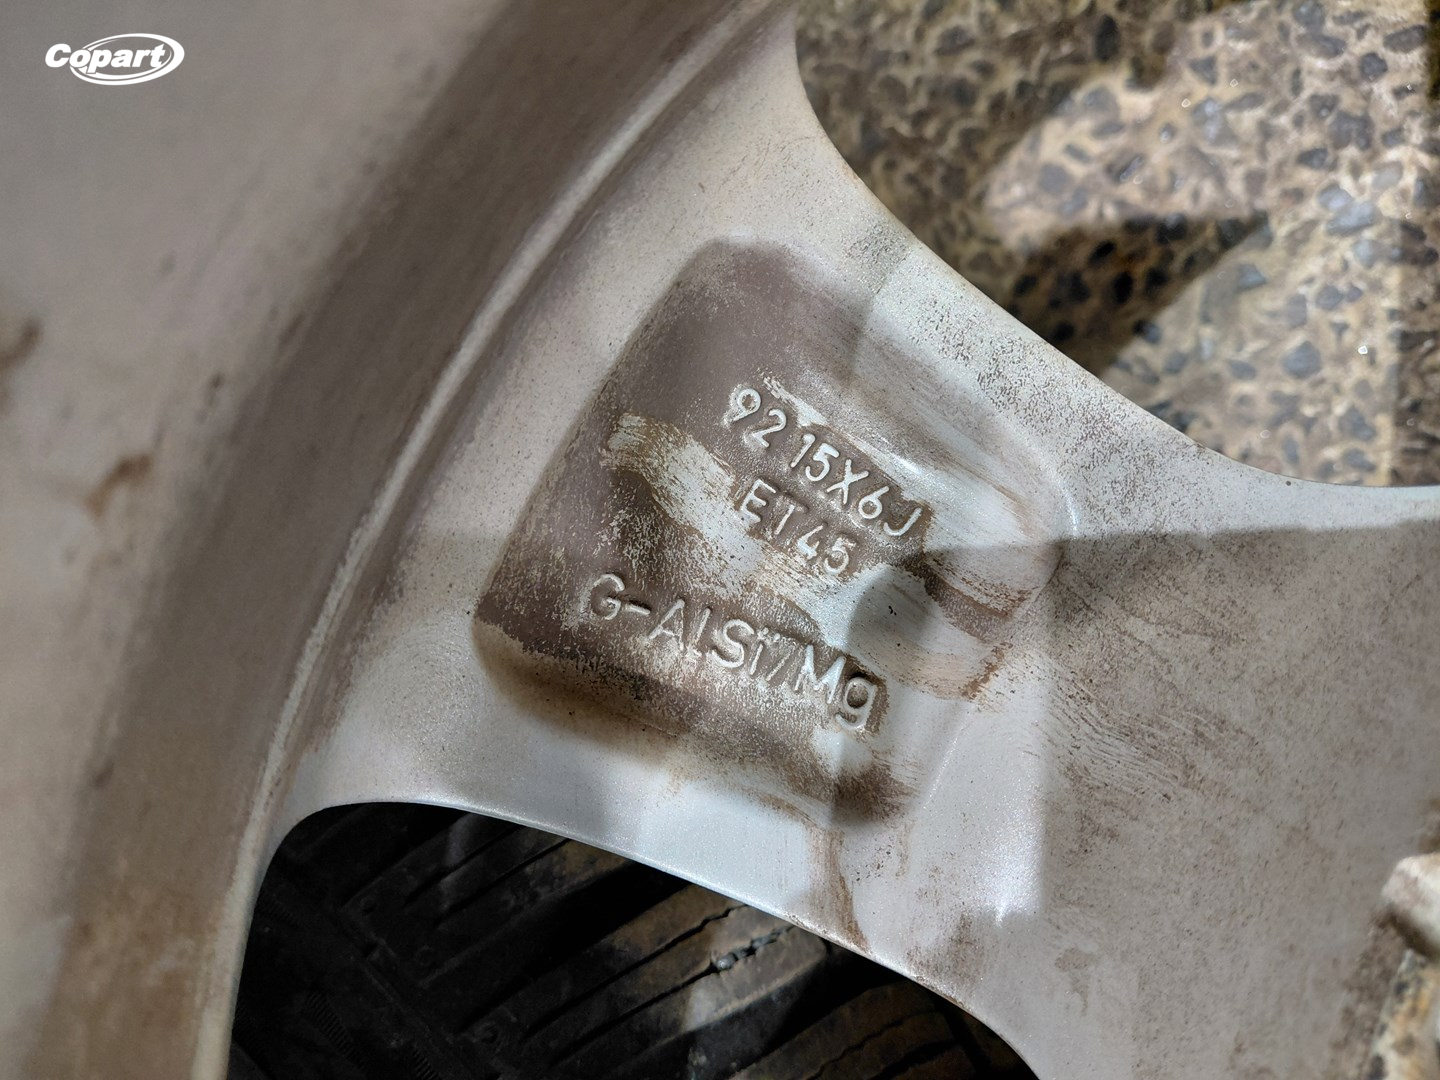 Copart
92 15X6J
ET45
G-AlSi7Mg